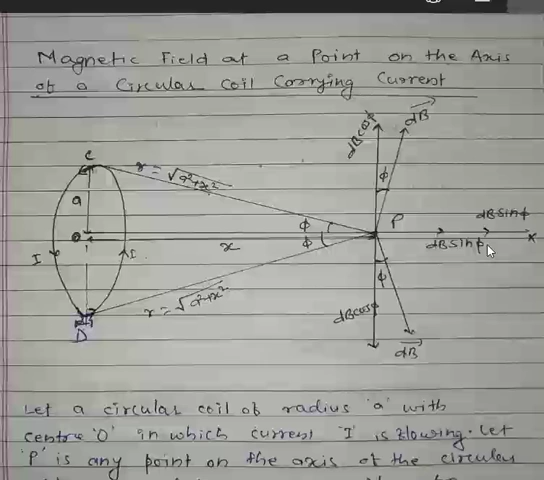 Magnetic Field at a Point on the Axis
of a Circular coil Carrying Current
dBcosϕ
dB
C
r = √a²+x²
ϕ
a
P
dBsinϕ
ϕ
O
x
ϕ
x
dBsinϕ
I
I
ϕ
r = √a²+x²
dBcosϕ
D
dB
Let a circular coil of radius 'a' with
centre 'O' in which current 'I' is flowing. Let
'P' is any point on the axis of the circular